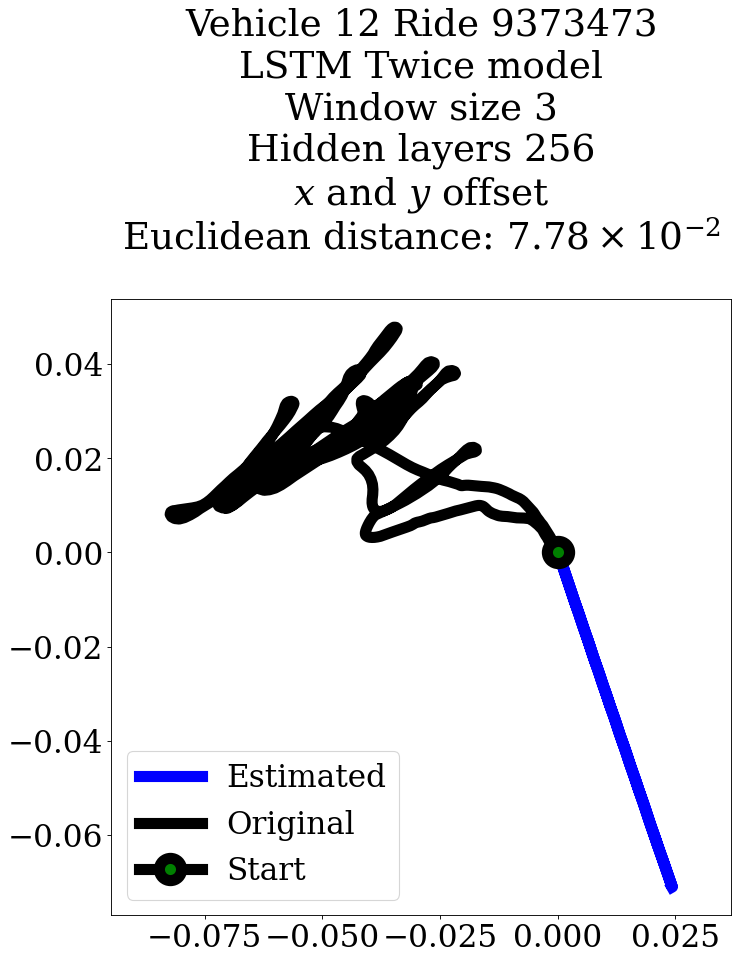 Vehicle 12 Ride 9373473
LSTM Twice model
Window size 3
Hidden layers 256
x and y offset
Euclidean distance: 7.78 × 10⁻²
0.04
0.02
0.00
−0.02
−0.04
−0.06
Estimated
Original
Start
−0.075 −0.050 −0.025 0.000 0.025